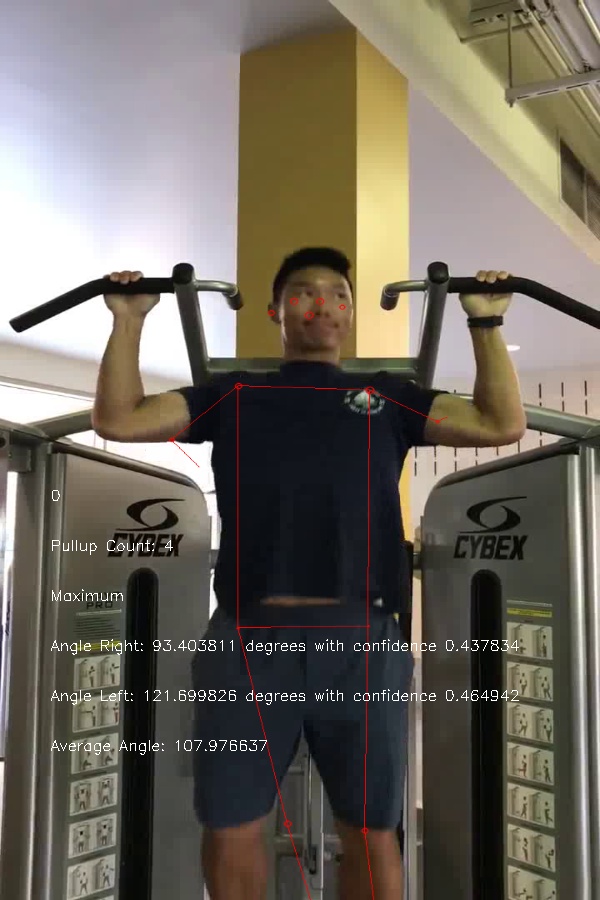 0
Pullup Count: 4
CYBEX
CYBEX
Maximum
PRO
Angle Right: 93.403811 degrees with confidence 0.437834
Angle Left: 121.699826 degrees with confidence 0.464942
Average Angle: 107.976637